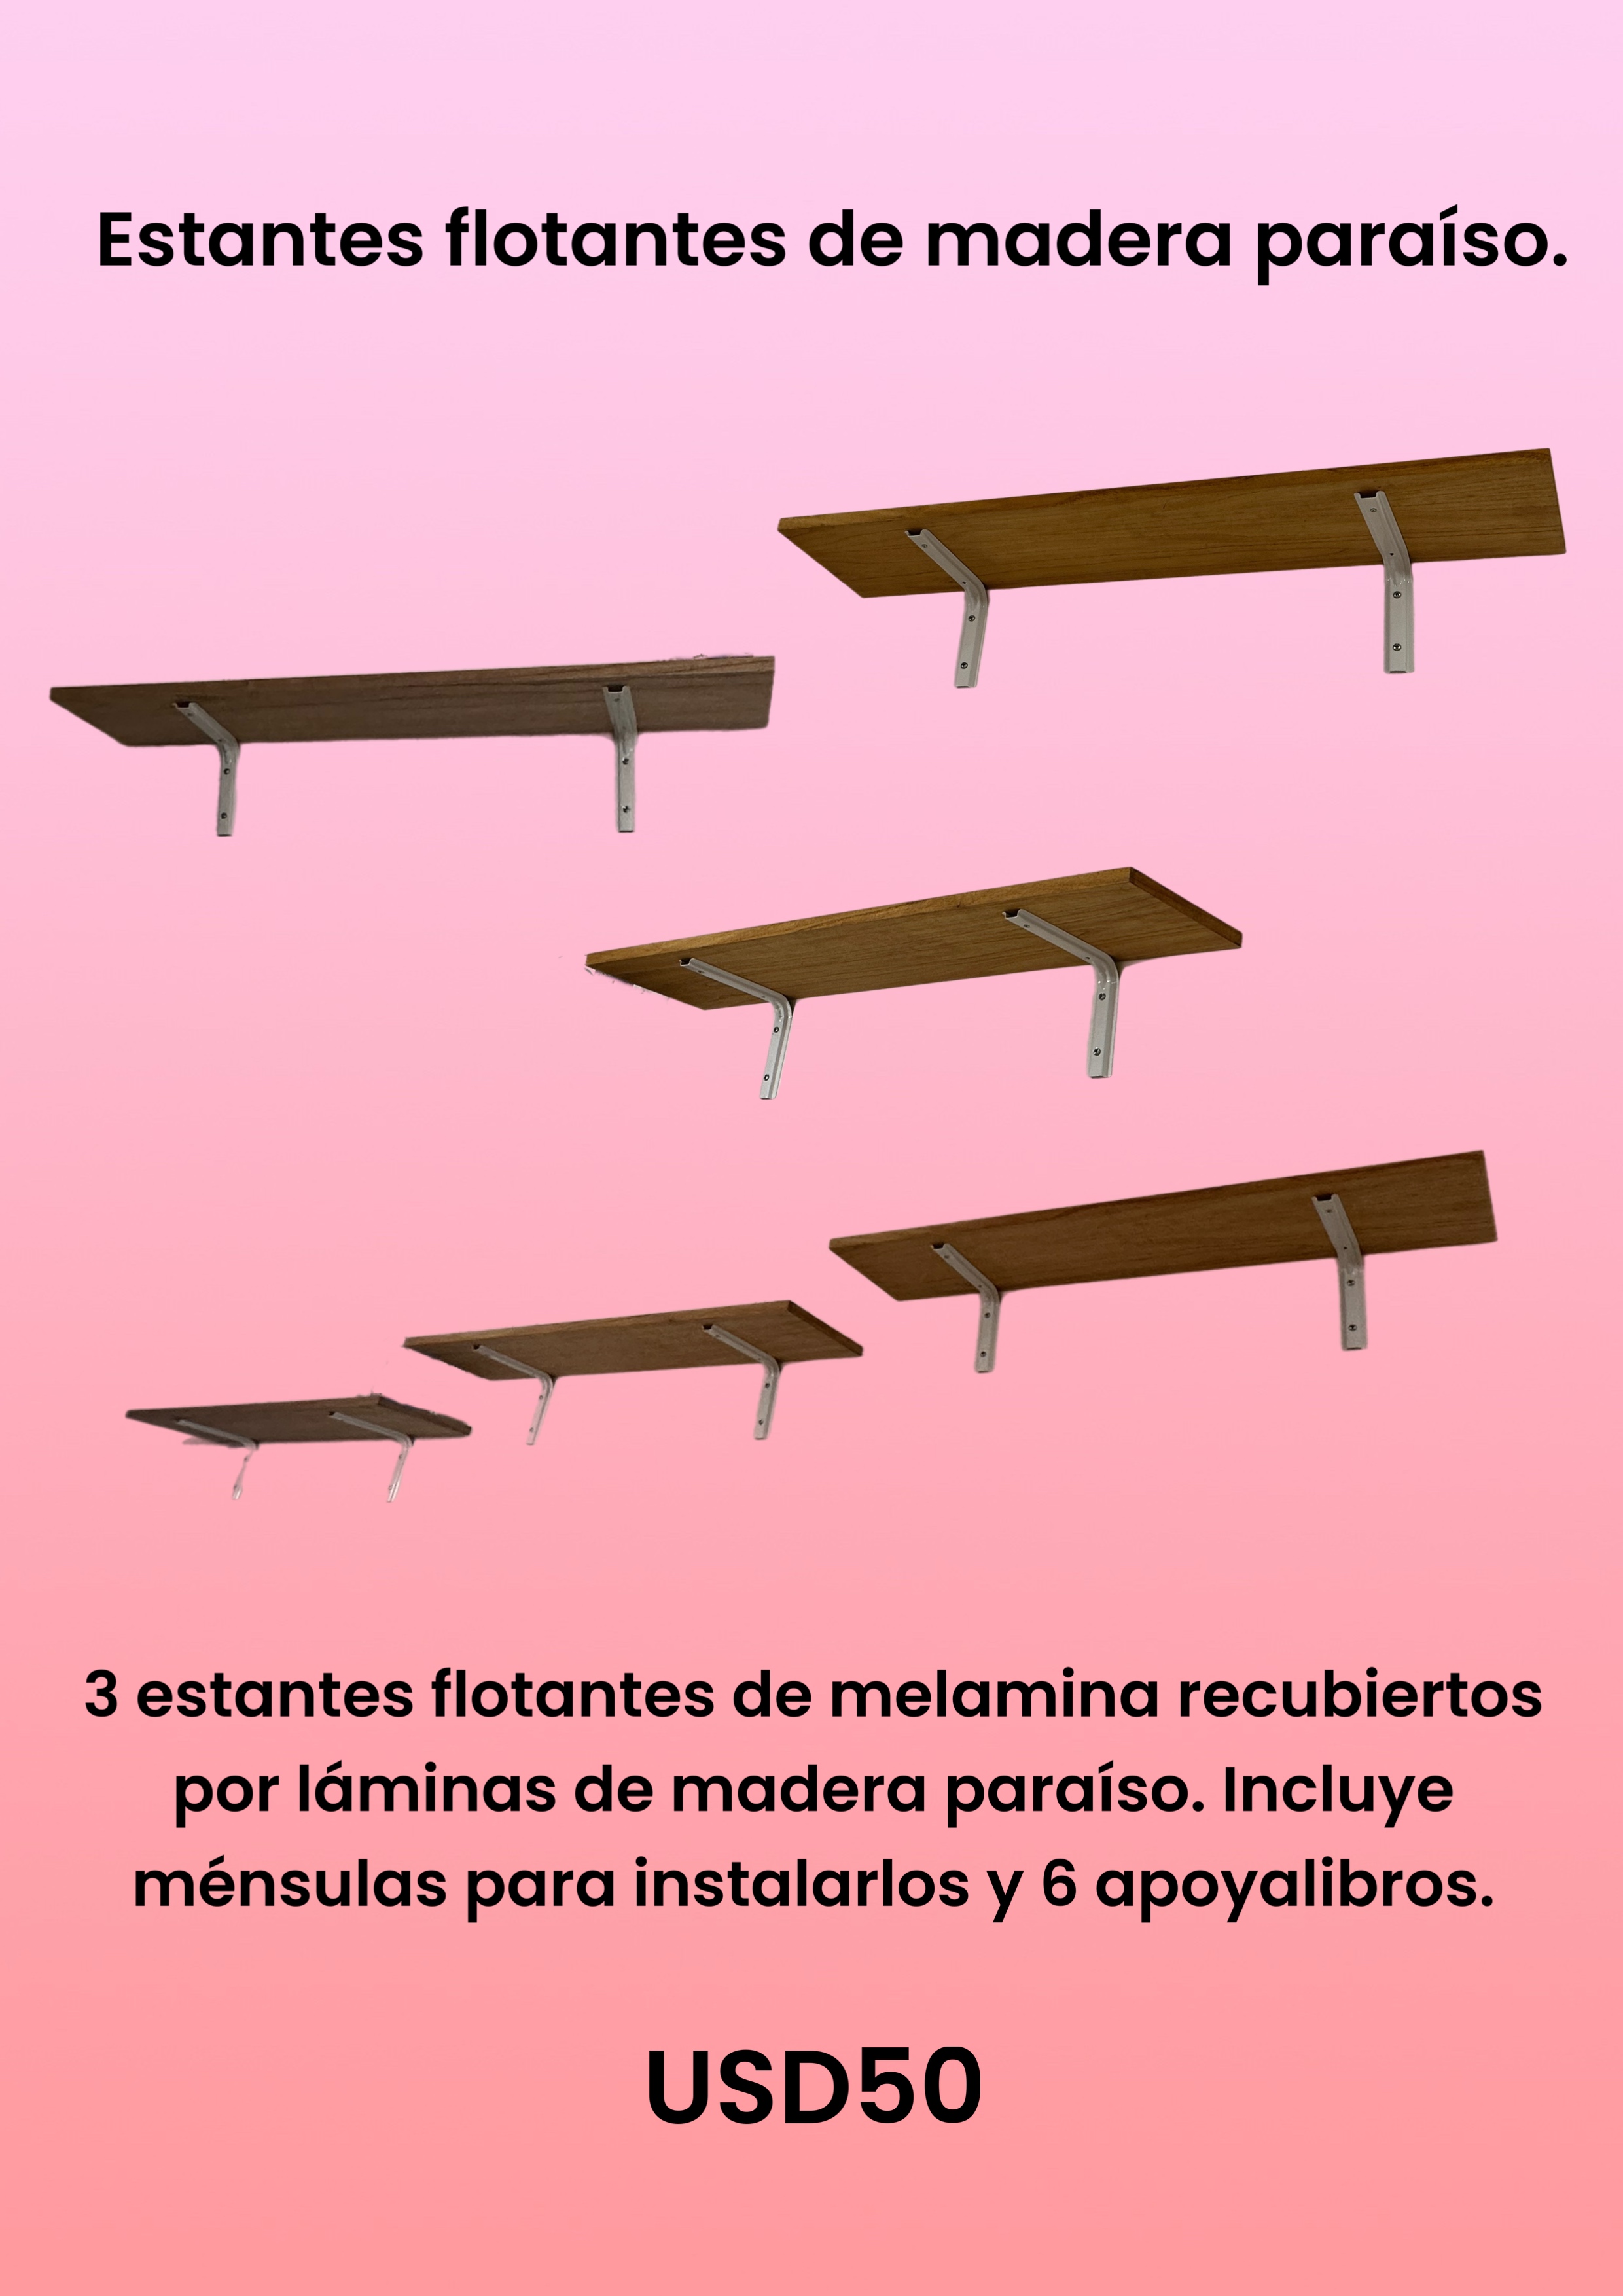 Estantes flotantes de madera paraíso.
3 estantes flotantes de melamina recubiertos
por láminas de madera paraíso. Incluye
ménsulas para instalarlos y 6 apoyalibros.
USD50